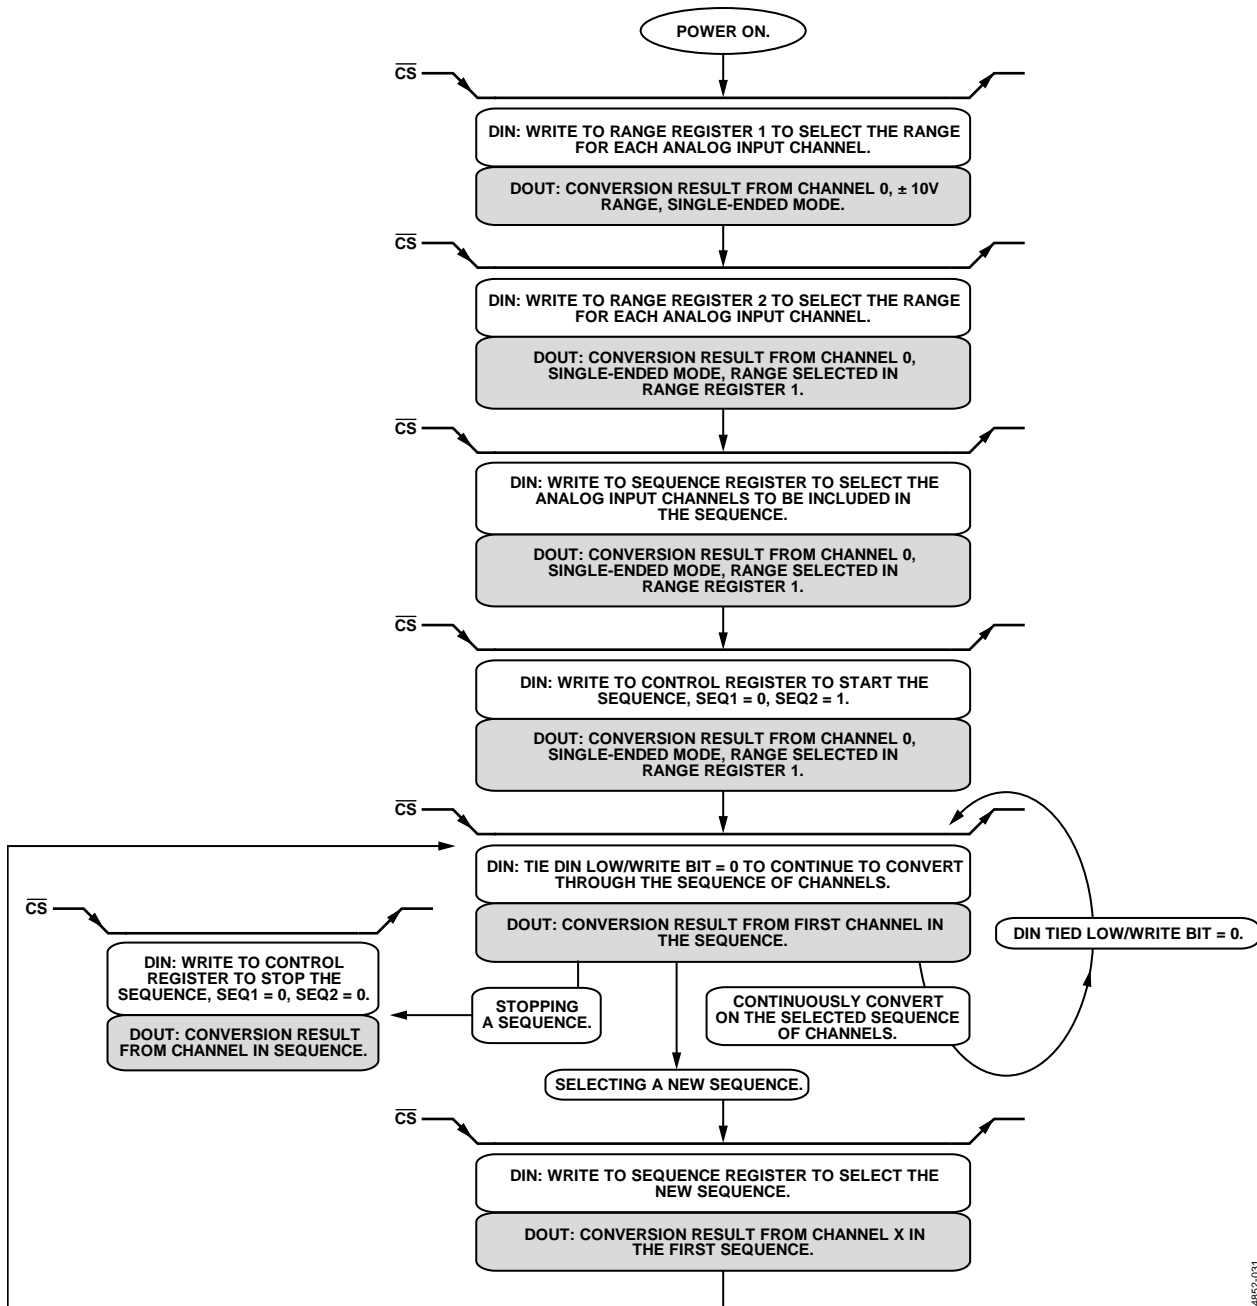 POWER ON.
CS
DIN: WRITE TO RANGE REGISTER 1 TO SELECT THE RANGE
FOR EACH ANALOG INPUT CHANNEL.
DOUT: CONVERSION RESULT FROM CHANNEL 0, ± 10V
RANGE, SINGLE-ENDED MODE.
CS
DIN: WRITE TO RANGE REGISTER 2 TO SELECT THE RANGE
FOR EACH ANALOG INPUT CHANNEL.
DOUT: CONVERSION RESULT FROM CHANNEL 0,
SINGLE-ENDED MODE, RANGE SELECTED IN
RANGE REGISTER 1.
CS
DIN: WRITE TO SEQUENCE REGISTER TO SELECT THE
ANALOG INPUT CHANNELS TO BE INCLUDED IN
THE SEQUENCE.
DOUT: CONVERSION RESULT FROM CHANNEL 0,
SINGLE-ENDED MODE, RANGE SELECTED IN
RANGE REGISTER 1.
CS
DIN: WRITE TO CONTROL REGISTER TO START THE
SEQUENCE, SEQ1 = 0, SEQ2 = 1.
DOUT: CONVERSION RESULT FROM CHANNEL 0,
SINGLE-ENDED MODE, RANGE SELECTED IN
RANGE REGISTER 1.
CS
DIN: TIE DIN LOW/WRITE BIT = 0 TO CONTINUE TO CONVERT
THROUGH THE SEQUENCE OF CHANNELS.
DOUT: CONVERSION RESULT FROM FIRST CHANNEL IN
THE SEQUENCE.
DIN TIED LOW/WRITE BIT = 0.
CS
DIN: WRITE TO CONTROL
REGISTER TO STOP THE
SEQUENCE, SEQ1 = 0, SEQ2 = 0.
DOUT: CONVERSION RESULT
FROM CHANNEL IN SEQUENCE.
STOPPING
A SEQUENCE.
CONTINUOUSLY CONVERT
ON THE SELECTED SEQUENCE
OF CHANNELS.
SELECTING A NEW SEQUENCE.
CS
DIN: WRITE TO SEQUENCE REGISTER TO SELECT THE
NEW SEQUENCE.
DOUT: CONVERSION RESULT FROM CHANNEL X IN
THE FIRST SEQUENCE.
4852-031